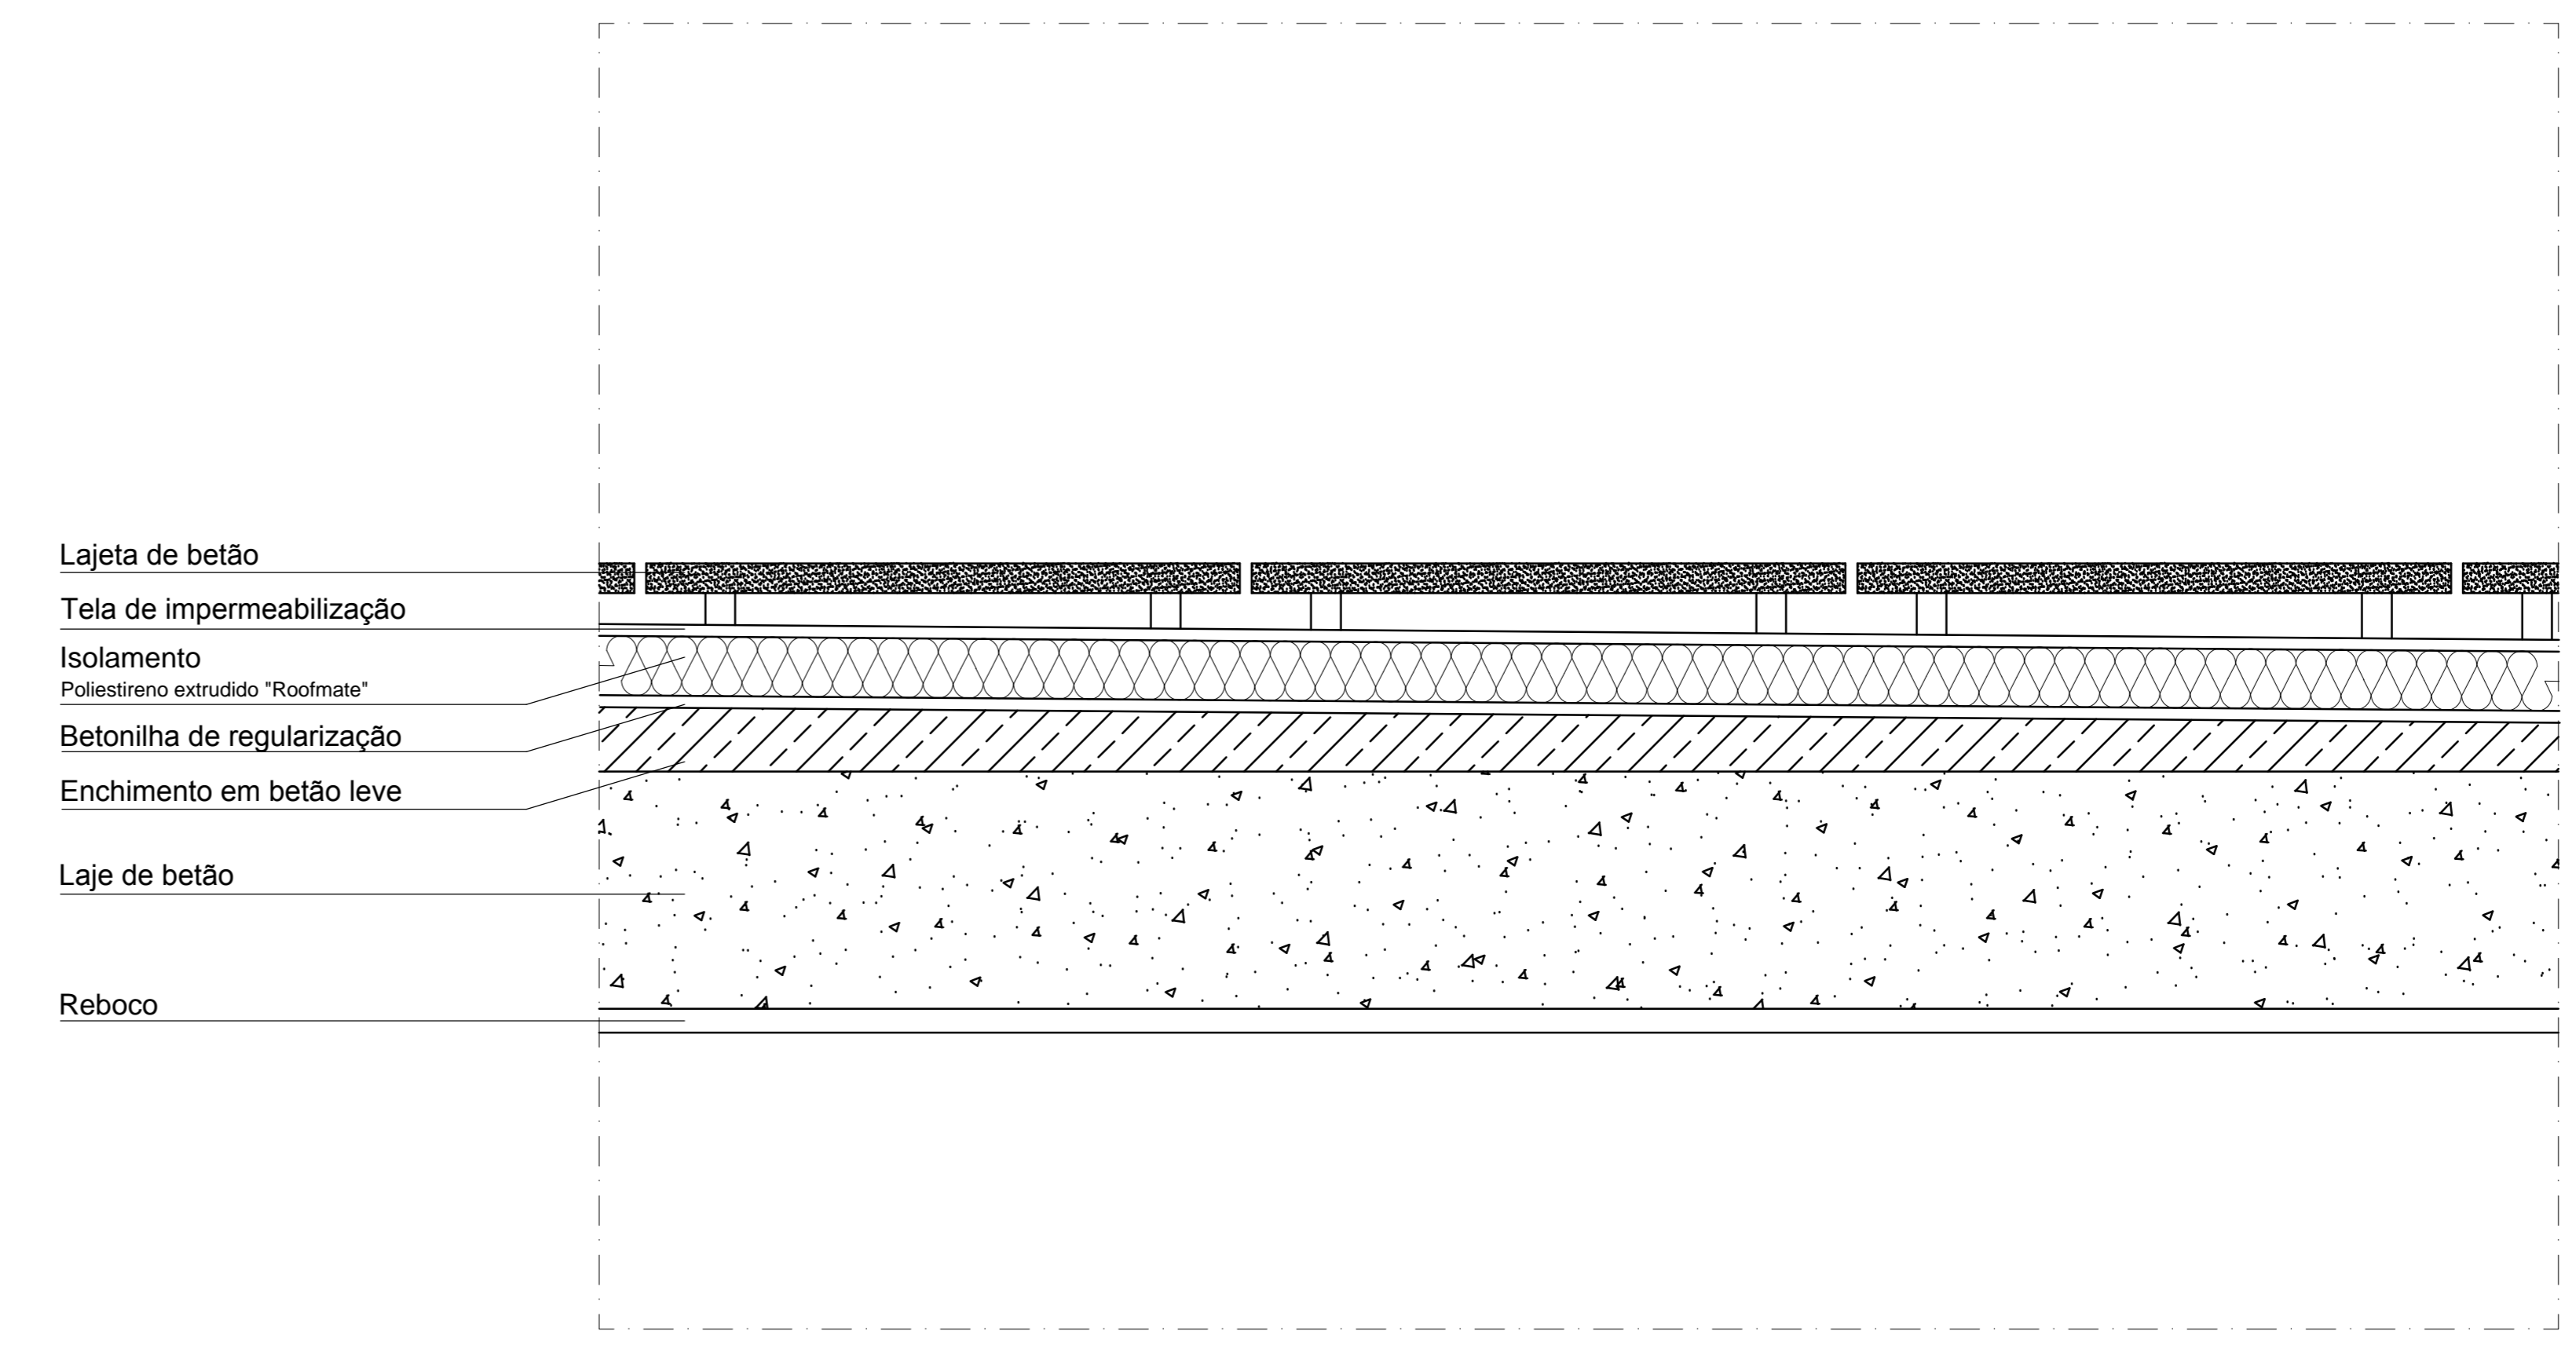 Lajeta de betão
Tela de impermeabilização
Isolamento
Poliestireno extrudido "Roofmate"
Betonilha de regularização
Enchimento em betão leve
Laje de betão
Reboco